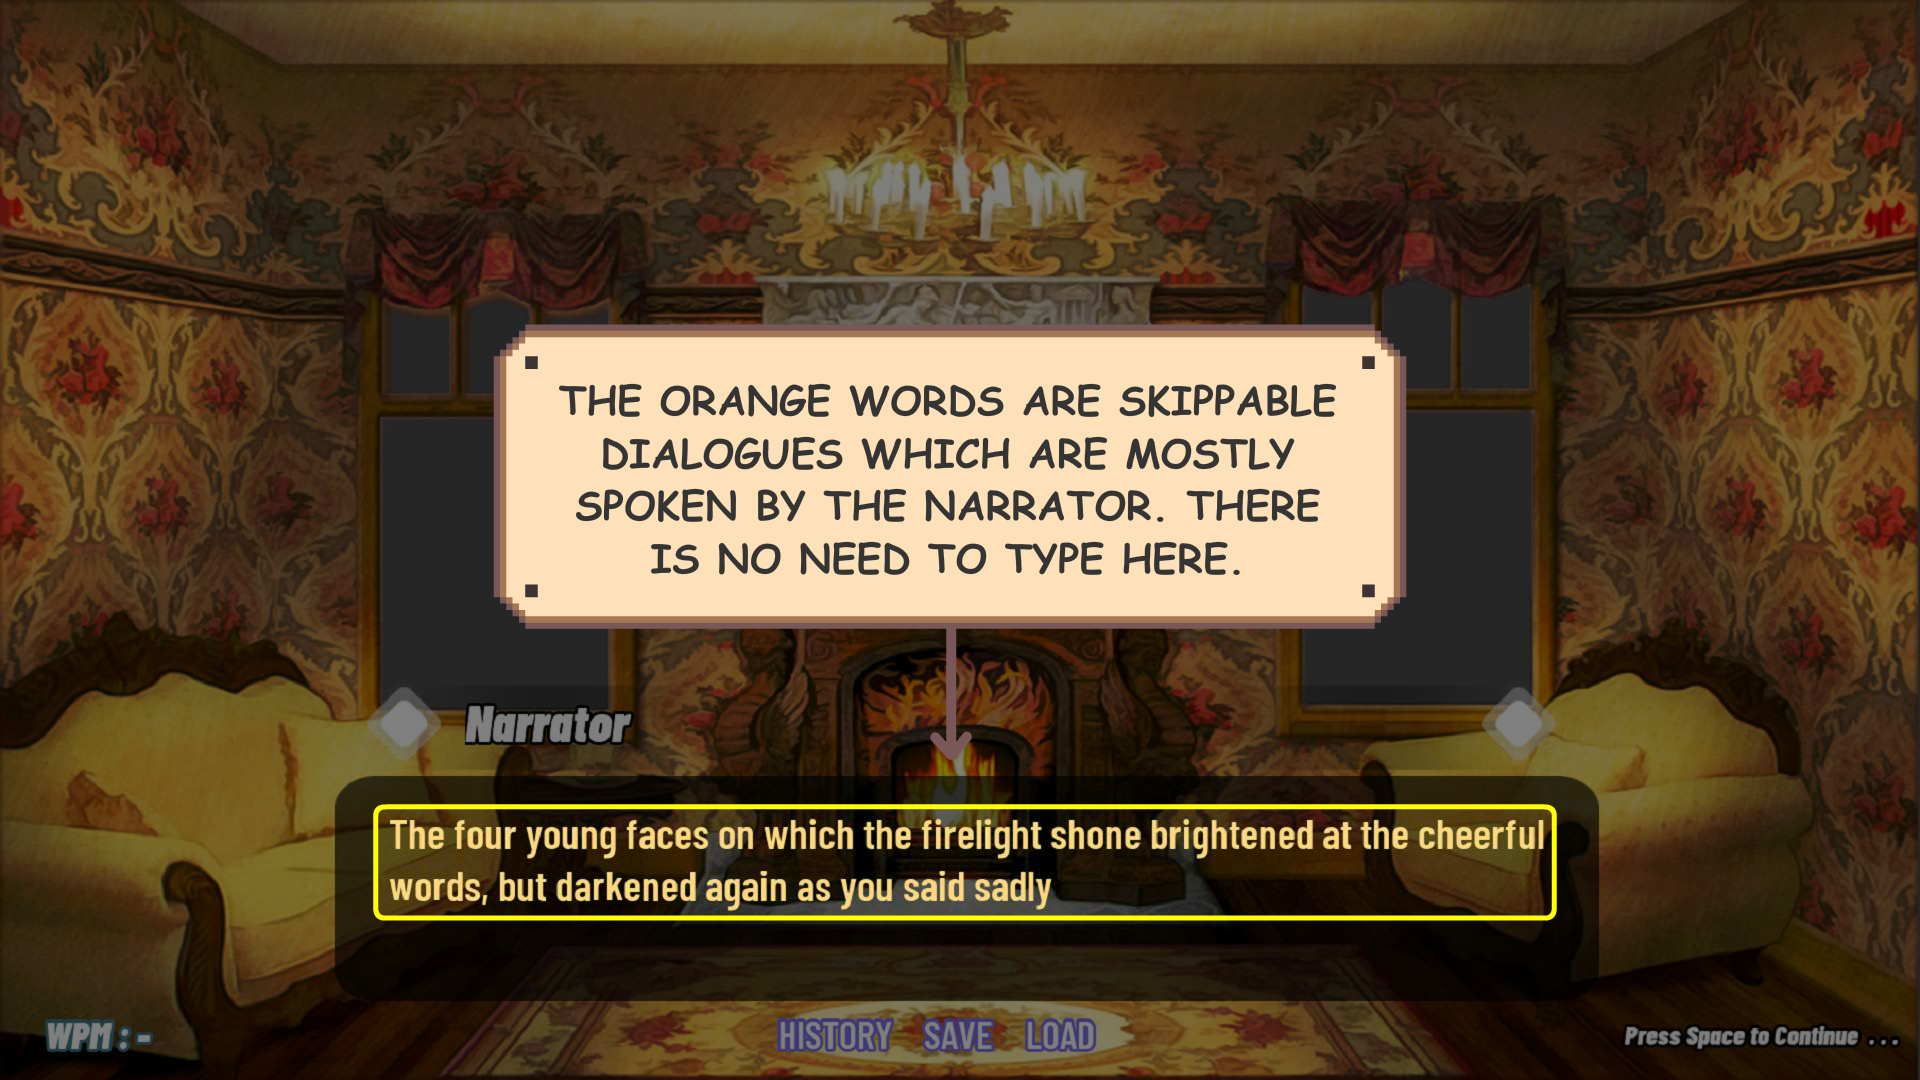 THE ORANGE WORDS ARE SKIPPABLE
DIALOGUES WHICH ARE MOSTLY
SPOKEN BY THE NARRATOR. THERE
IS NO NEED TO TYPE HERE.
Narrator
The four young faces on which the firelight shone brightened at the cheerful
words, but darkened again as you said sadly
WPM : -
HISTORY SAVE LOAD
Press Space to Continue . . .